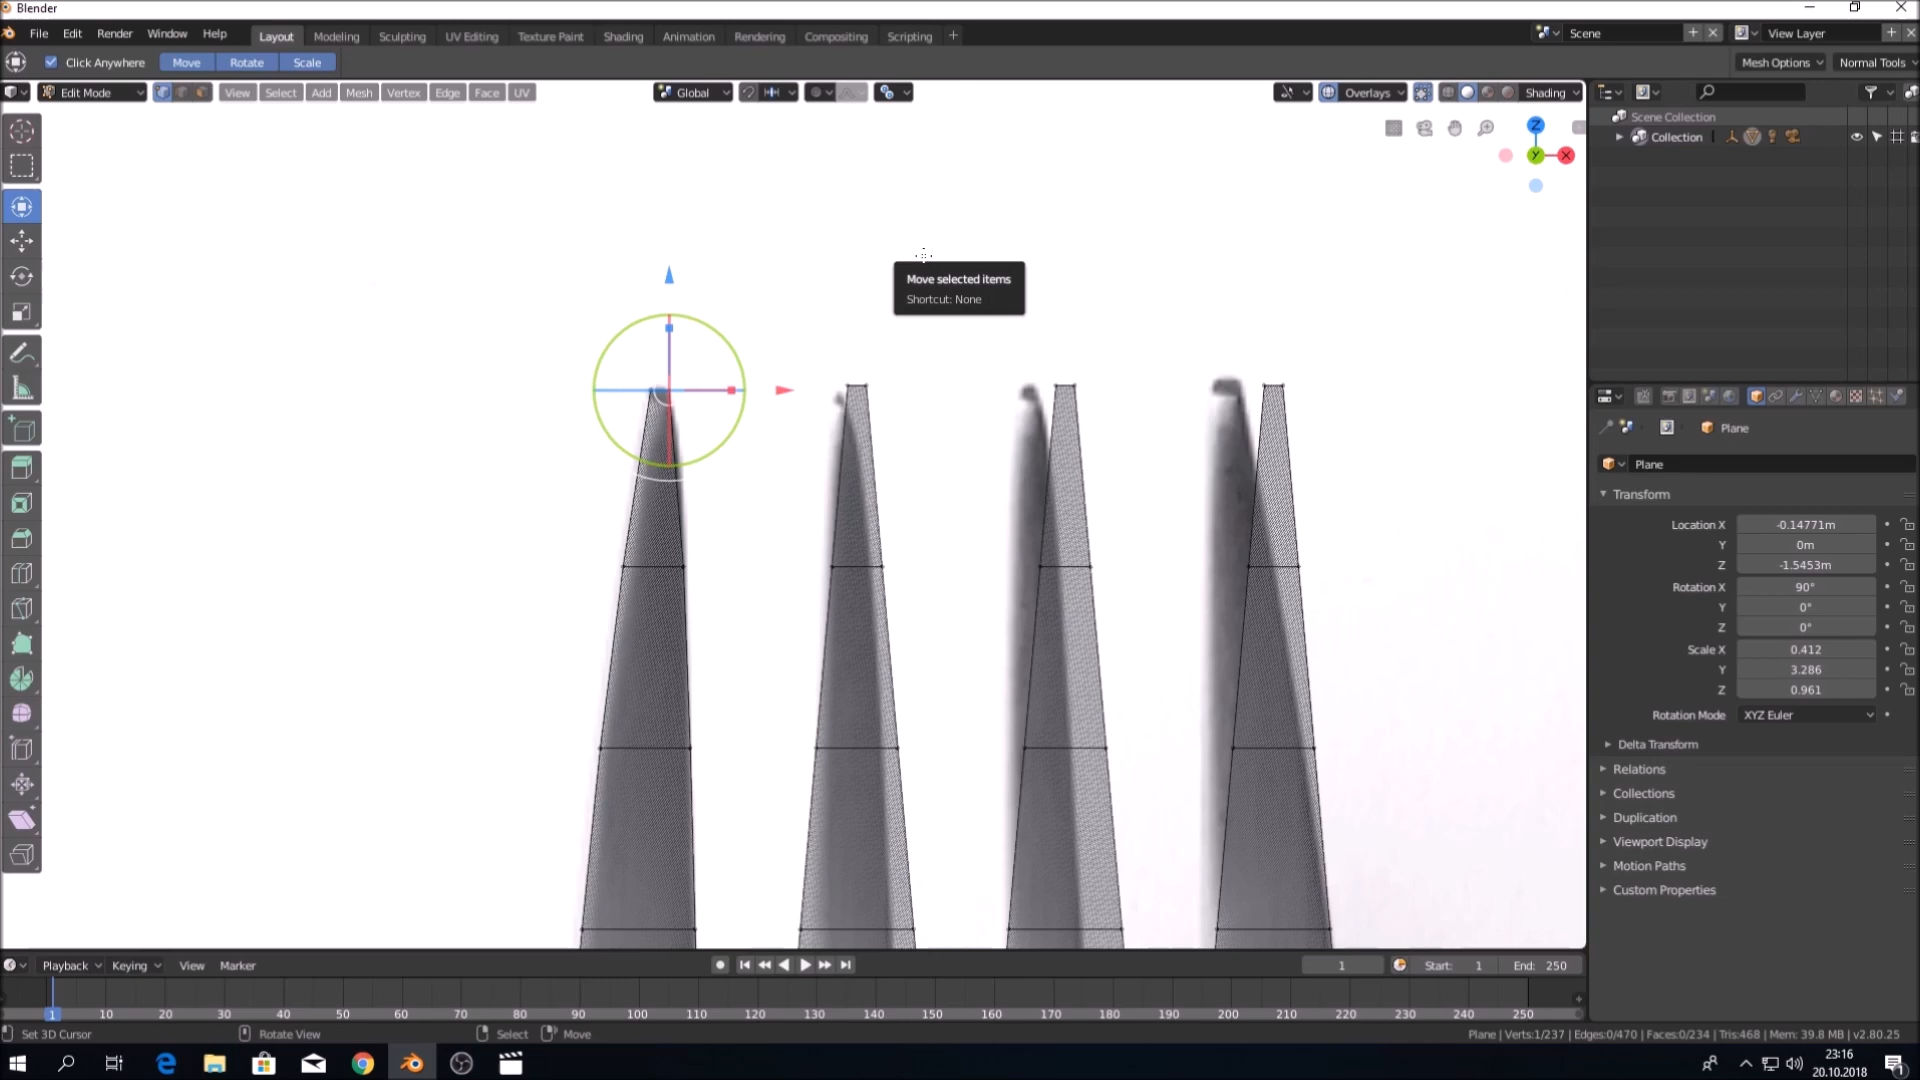 Blender
File Edit Render Window Help Layout Modeling Sculpting UV Editing Texture Paint Shading Animation Rendering Compositing Scripting + Scene View Layer
Click Anywhere Move Rotate Scale Mesh Options Normal Tools
Edit Mode View Select Add Mesh Vertex Edge Face UV Global Overlays Shading
Scene Collection
Collection
Z
Y X
Move selected items
Shortcut: None
Plane
Plane
Transform
Location X -0.14771m
Y 0m
Z -1.5453m
Rotation X 90°
Y 0°
Z 0°
Scale X 0.412
Y 3.286
Z 0.961
Rotation Mode XYZ Euler
Delta Transform
Relations
Collections
Duplication
Viewport Display
Motion Paths
Custom Properties
Playback Keying View Marker 1 Start: 1 End: 250
1 10 20 30 40 50 60 70 80 90 100 110 120 130 140 150 160 170 180 190 200 210 220 230 240 250
Set 3D Cursor Rotate View Select Move Plane | Verts:1/237 | Edges:0/470 | Faces:0/234 | Tris:468 | Mem: 39.8 MB | v2.80.25
23:16
20.10.2018